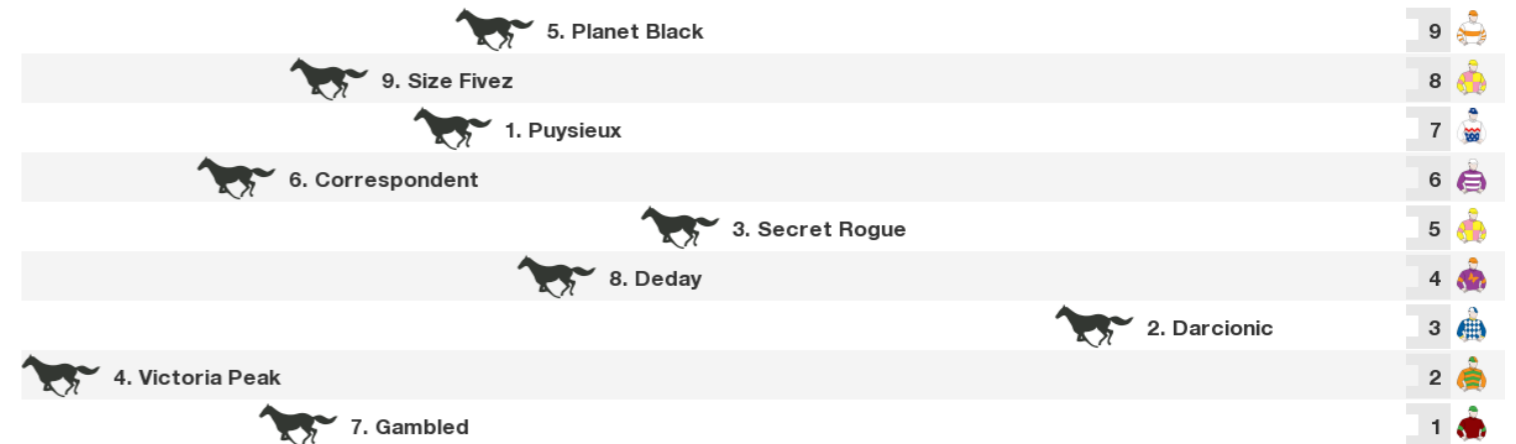 5. Planet Black 9
9. Size Fivez 8
1. Puysieux 7
6. Correspondent 6
3. Secret Rogue 5
8. Deday 4
2. Darcionic 3
4. Victoria Peak 2
7. Gambled 1